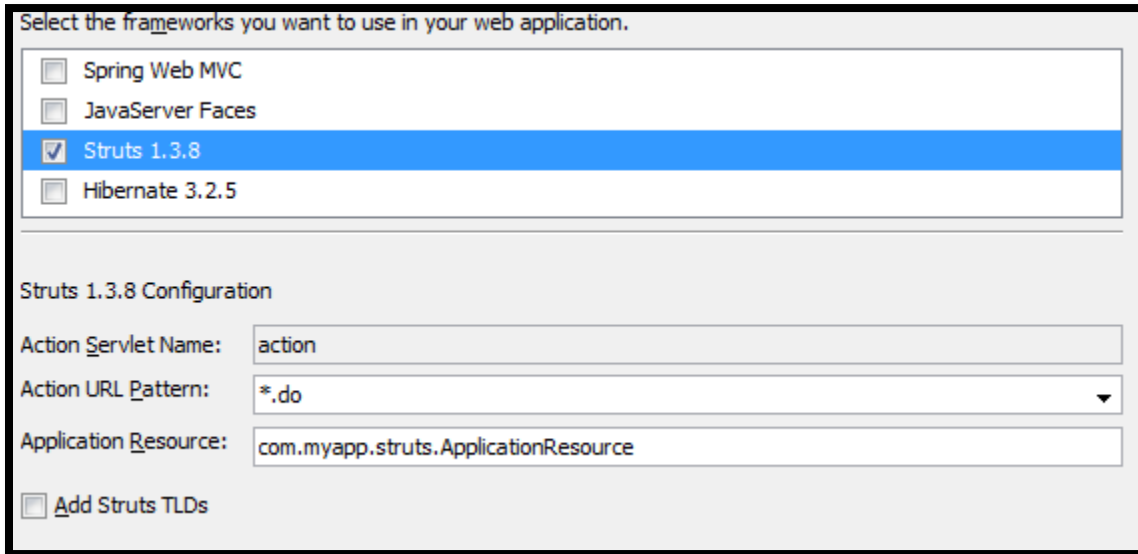 Select the frameworks you want to use in your web application.
Spring Web MVC
JavaServer Faces
Struts 1.3.8
Hibernate 3.2.5
Struts 1.3.8 Configuration
Action Servlet Name: action
Action URL Pattern: *.do
Application Resource: com.myapp.struts.ApplicationResource
Add Struts TLDs